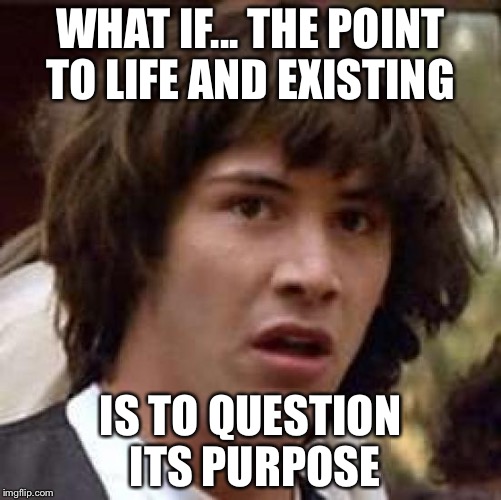 WHAT IF... THE POINT
TO LIFE AND EXISTING
IS TO QUESTION
ITS PURPOSE
imgflip.com